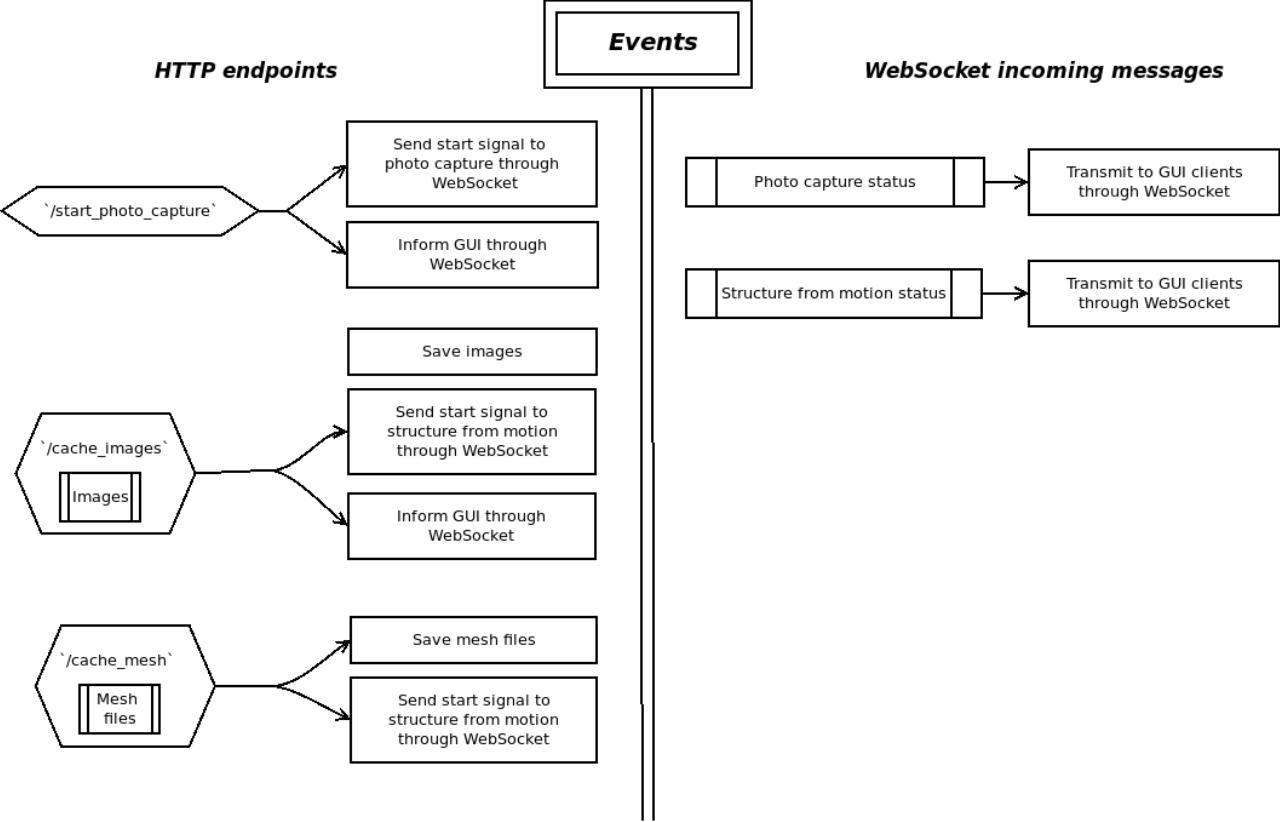 Events
HTTP endpoints
`/start_photo_capture`
Send start signal to
photo capture through
WebSocket
Inform GUI through
WebSocket
`/cache_images`
Images
Save images
Send start signal to
structure from motion
through WebSocket
Inform GUI through
WebSocket
`/cache_mesh`
Mesh
files
Save mesh files
Send start signal to
structure from motion
through WebSocket
WebSocket incoming messages
Photo capture status
Transmit to GUI clients
through WebSocket
Structure from motion status
Transmit to GUI clients
through WebSocket